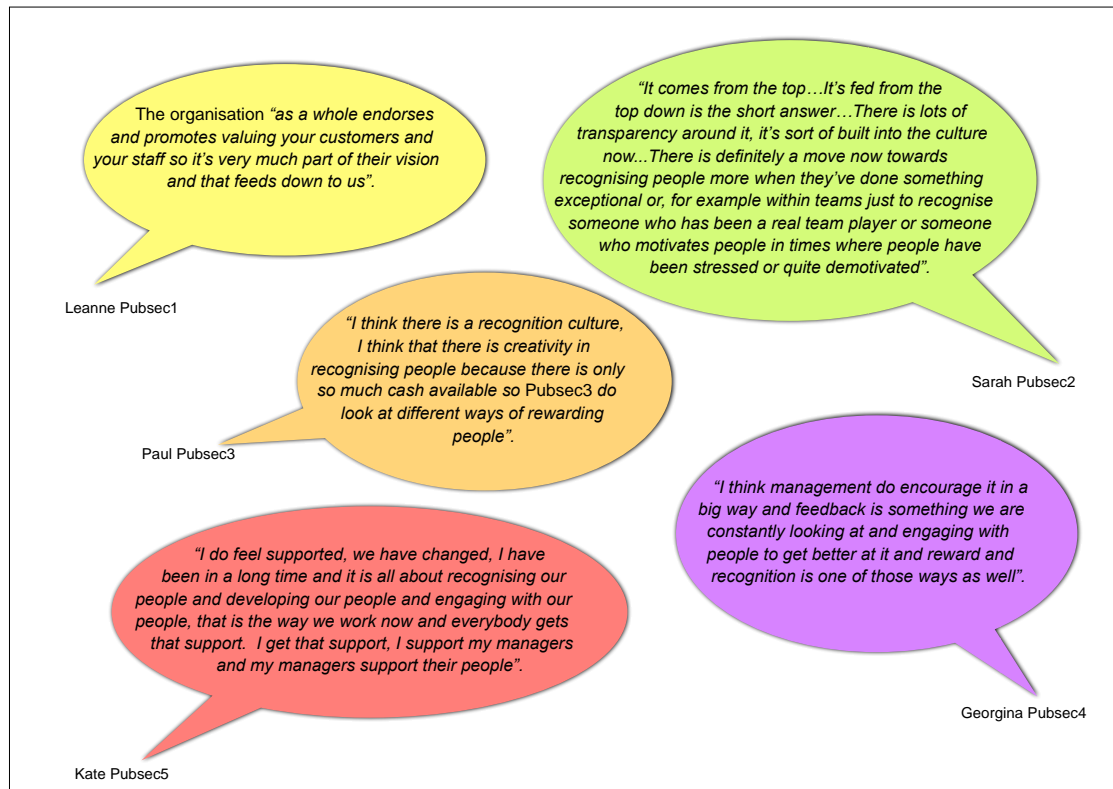 The organisation “as a whole endorses
and promotes valuing your customers and
your staff so it’s very much part of their vision
and that feeds down to us”.
Leanne Pubsec1
“It comes from the top…It’s fed from the
top down is the short answer…There is lots of
transparency around it, it’s sort of built into the culture
now...There is definitely a move now towards
recognising people more when they’ve done something
exceptional or, for example within teams just to recognise
someone who has been a real team player or someone
who motivates people in times where people have
been stressed or quite demotivated”.
Sarah Pubsec2
“I think there is a recognition culture,
I think that there is creativity in
recognising people because there is only
so much cash available so Pubsec3 do
look at different ways of rewarding
people”.
Paul Pubsec3
“I think management do encourage it in a
big way and feedback is something we are
constantly looking at and engaging with
people to get better at it and reward and
recognition is one of those ways as well”.
Georgina Pubsec4
“I do feel supported, we have changed, I have
been in a long time and it is all about recognising our
people and developing our people and engaging with our
people, that is the way we work now and everybody gets
that support.  I get that support, I support my managers
and my managers support their people”.
Kate Pubsec5